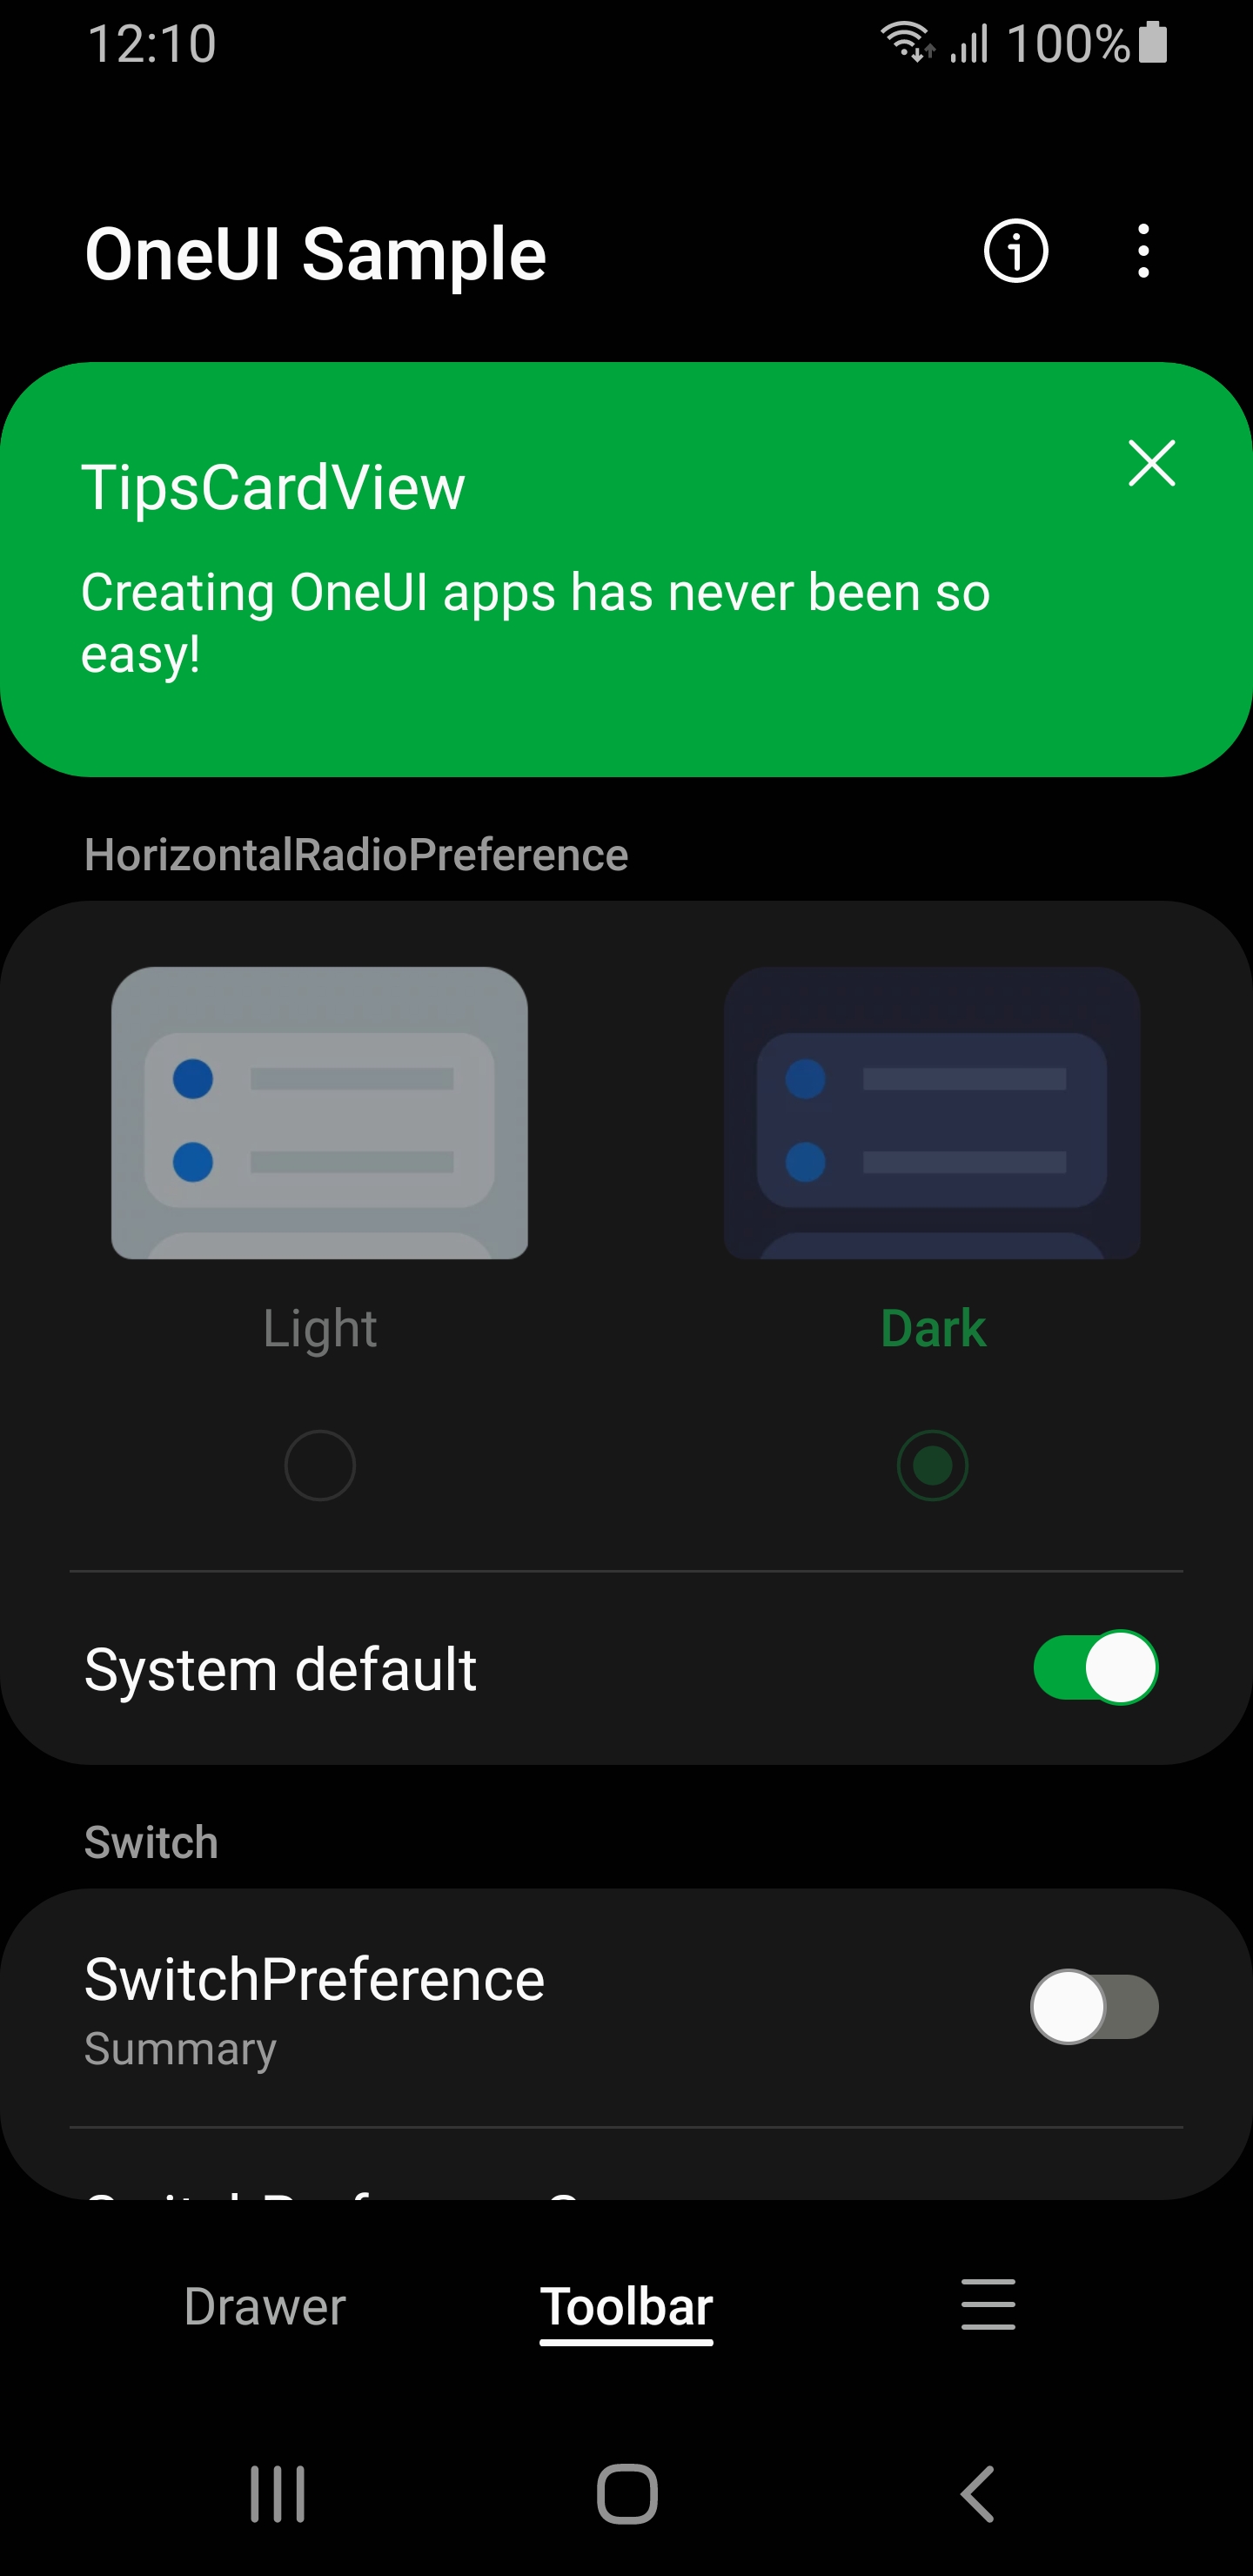 12:10
100%
OneUI Sample
TipsCardView
Creating OneUI apps has never been so
easy!
HorizontalRadioPreference
Light
Dark
System default
Switch
SwitchPreference
Summary
Drawer
Toolbar